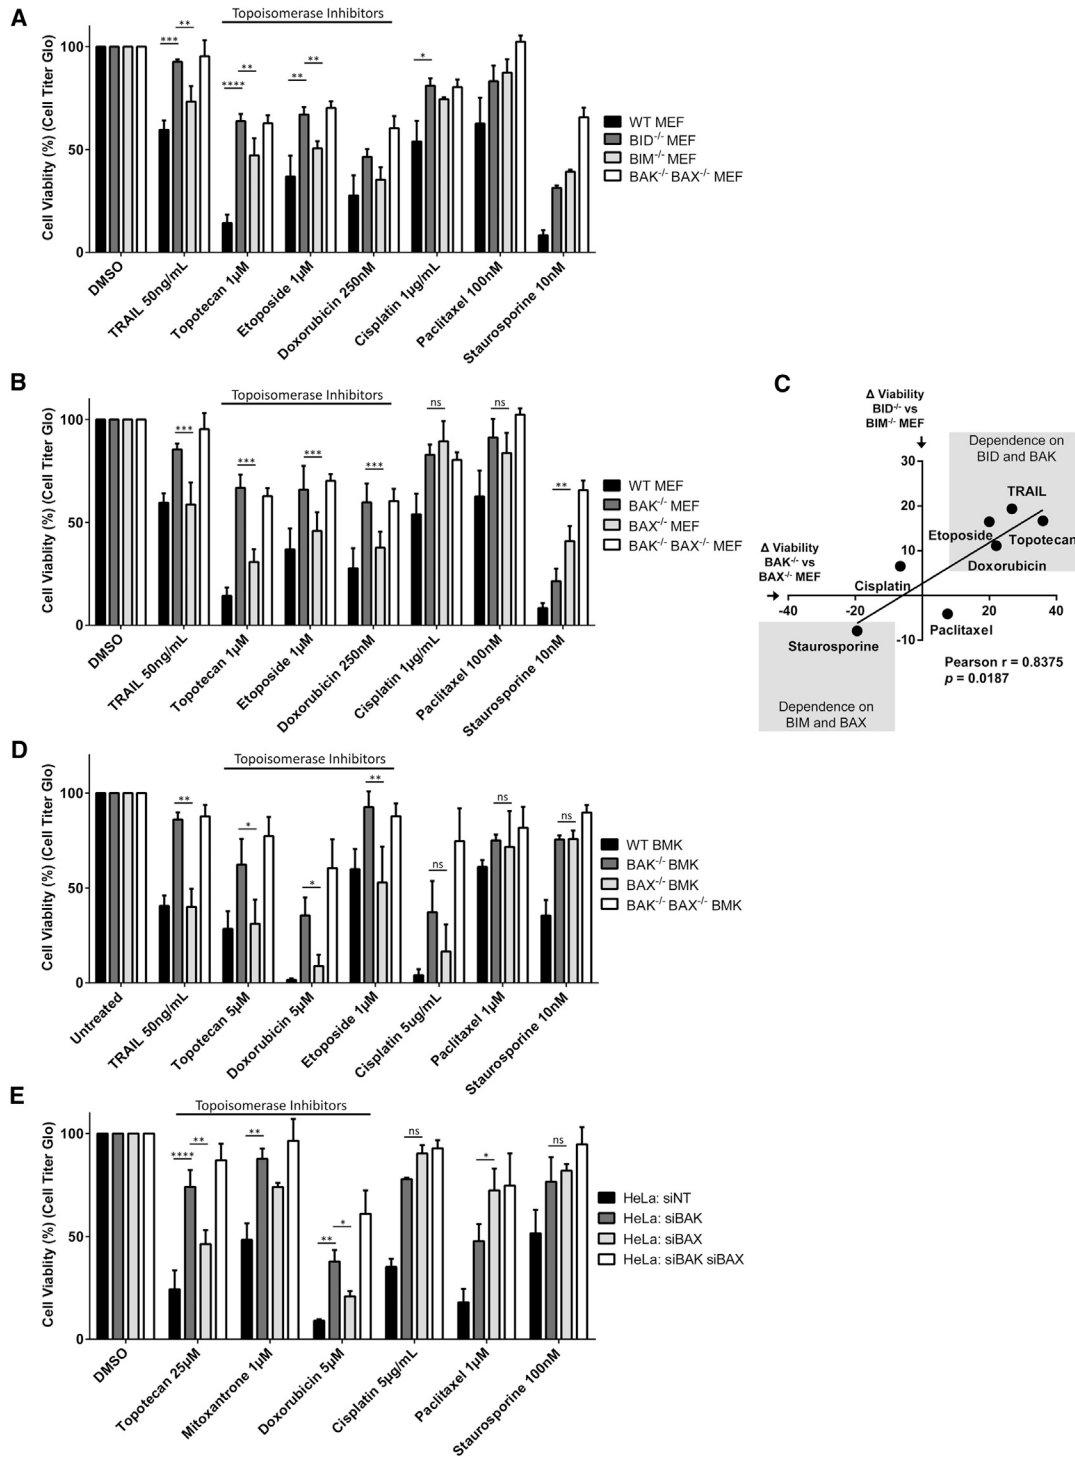 A
Topoisomerase Inhibitors
Cell Viablity (%) (Cell Titer Glo)
100
50
0
*** ** **** ** ** ** *
DMSO
TRAIL 50ng/mL
Topotecan 1µM
Etoposide 1µM
Doxorubicin 250nM
Cisplatin 1µg/mL
Paclitaxel 100nM
Staurosporine 10nM
WT MEF
BID-/- MEF
BIM-/- MEF
BAK-/- BAX-/- MEF
B
Topoisomerase Inhibitors
Cell Viablity (%) (Cell Titer Glo)
100
50
0
*** *** *** *** ns ns **
DMSO
TRAIL 50ng/mL
Topotecan 1µM
Etoposide 1µM
Doxorubicin 250nM
Cisplatin 1µg/mL
Paclitaxel 100nM
Staurosporine 10nM
WT MEF
BAK-/- MEF
BAX-/- MEF
BAK-/- BAX-/- MEF
C
Δ Viability
BID-/- vs
BIM-/- MEF
Dependence on
BID and BAK
30
20
10
-10
TRAIL
Etoposide
Topotecan
Doxorubicin
Δ Viability
BAK-/- vs
BAX-/- MEF
Cisplatin
-40 -20 20 40
Paclitaxel
Staurosporine
Pearson r = 0.8375
p = 0.0187
Dependence on
BIM and BAX
D
Topoisomerase Inhibitors
Cell Viablity (%) (Cell Titer Glo)
100
50
0
** * * ** ns ns ns
Untreated
TRAIL 50ng/mL
Topotecan 5µM
Doxorubicin 5µM
Etoposide 1µM
Cisplatin 5ug/mL
Paclitaxel 1µM
Staurosporine 10nM
WT BMK
BAK-/- BMK
BAX-/- BMK
BAK-/- BAX-/- BMK
E
Topoisomerase Inhibitors
Cell Viablity (%) (Cell Titer Glo)
100
50
0
**** ** ** ** * ns * ns
DMSO
Topotecan 25µM
Mitoxantrone 1µM
Doxorubicin 5µM
Cisplatin 5µg/mL
Paclitaxel 1µM
Staurosporine 100nM
HeLa: siNT
HeLa: siBAK
HeLa: siBAX
HeLa: siBAK siBAX